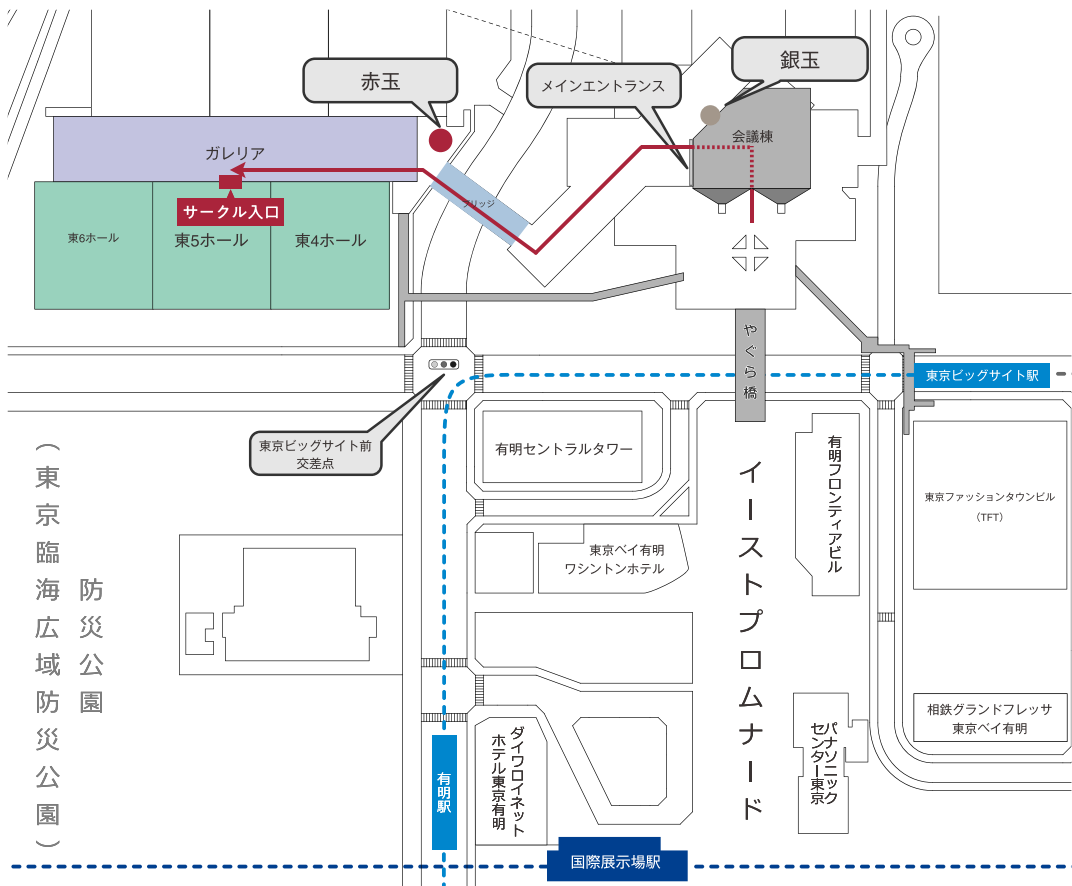 赤玉
銀玉
メインエントランス
会議棟
ガレリア
ブリッジ
サークル入口
東6ホール
東5ホール
東4ホール
やぐら橋
東京ビッグサイト駅
東京ビッグサイト前
交差点
有明セントラルタワー
有明フロンティアビル
東京ファッションタウンビル
（TFT）
イーストプロムナード
東京ベイ有明
ワシントンホテル
防災公園
（東京臨海広域防災公園）
相鉄グランドフレッサ
東京ベイ有明
パナソニック
センター東京
ダイワロイネット
ホテル東京有明
有明駅
国際展示場駅